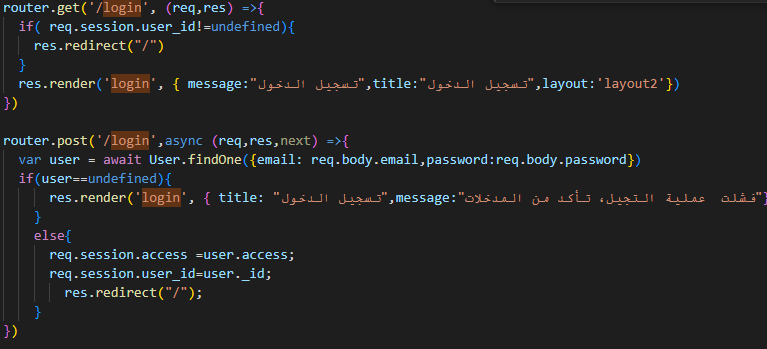 router.get('/login', (req,res) =>{
if( req.session.user_id!=undefined){
res.redirect("/")
}
res.render('login', { message:"تسجيل الدخول",title:"تسجيل الدخول",layout:'layout2'})
})
router.post('/login',async (req,res,next) =>{
var user = await User.findOne({email: req.body.email,password:req.body.password})
if(user==undefined){
res.render('login', { title: "تسجيل الدخول",message:"فشلت عملية التجيل، تأكد من المدخلات"}
}
else{
req.session.access =user.access;
req.session.user_id=user._id;
res.redirect("/");
}
})